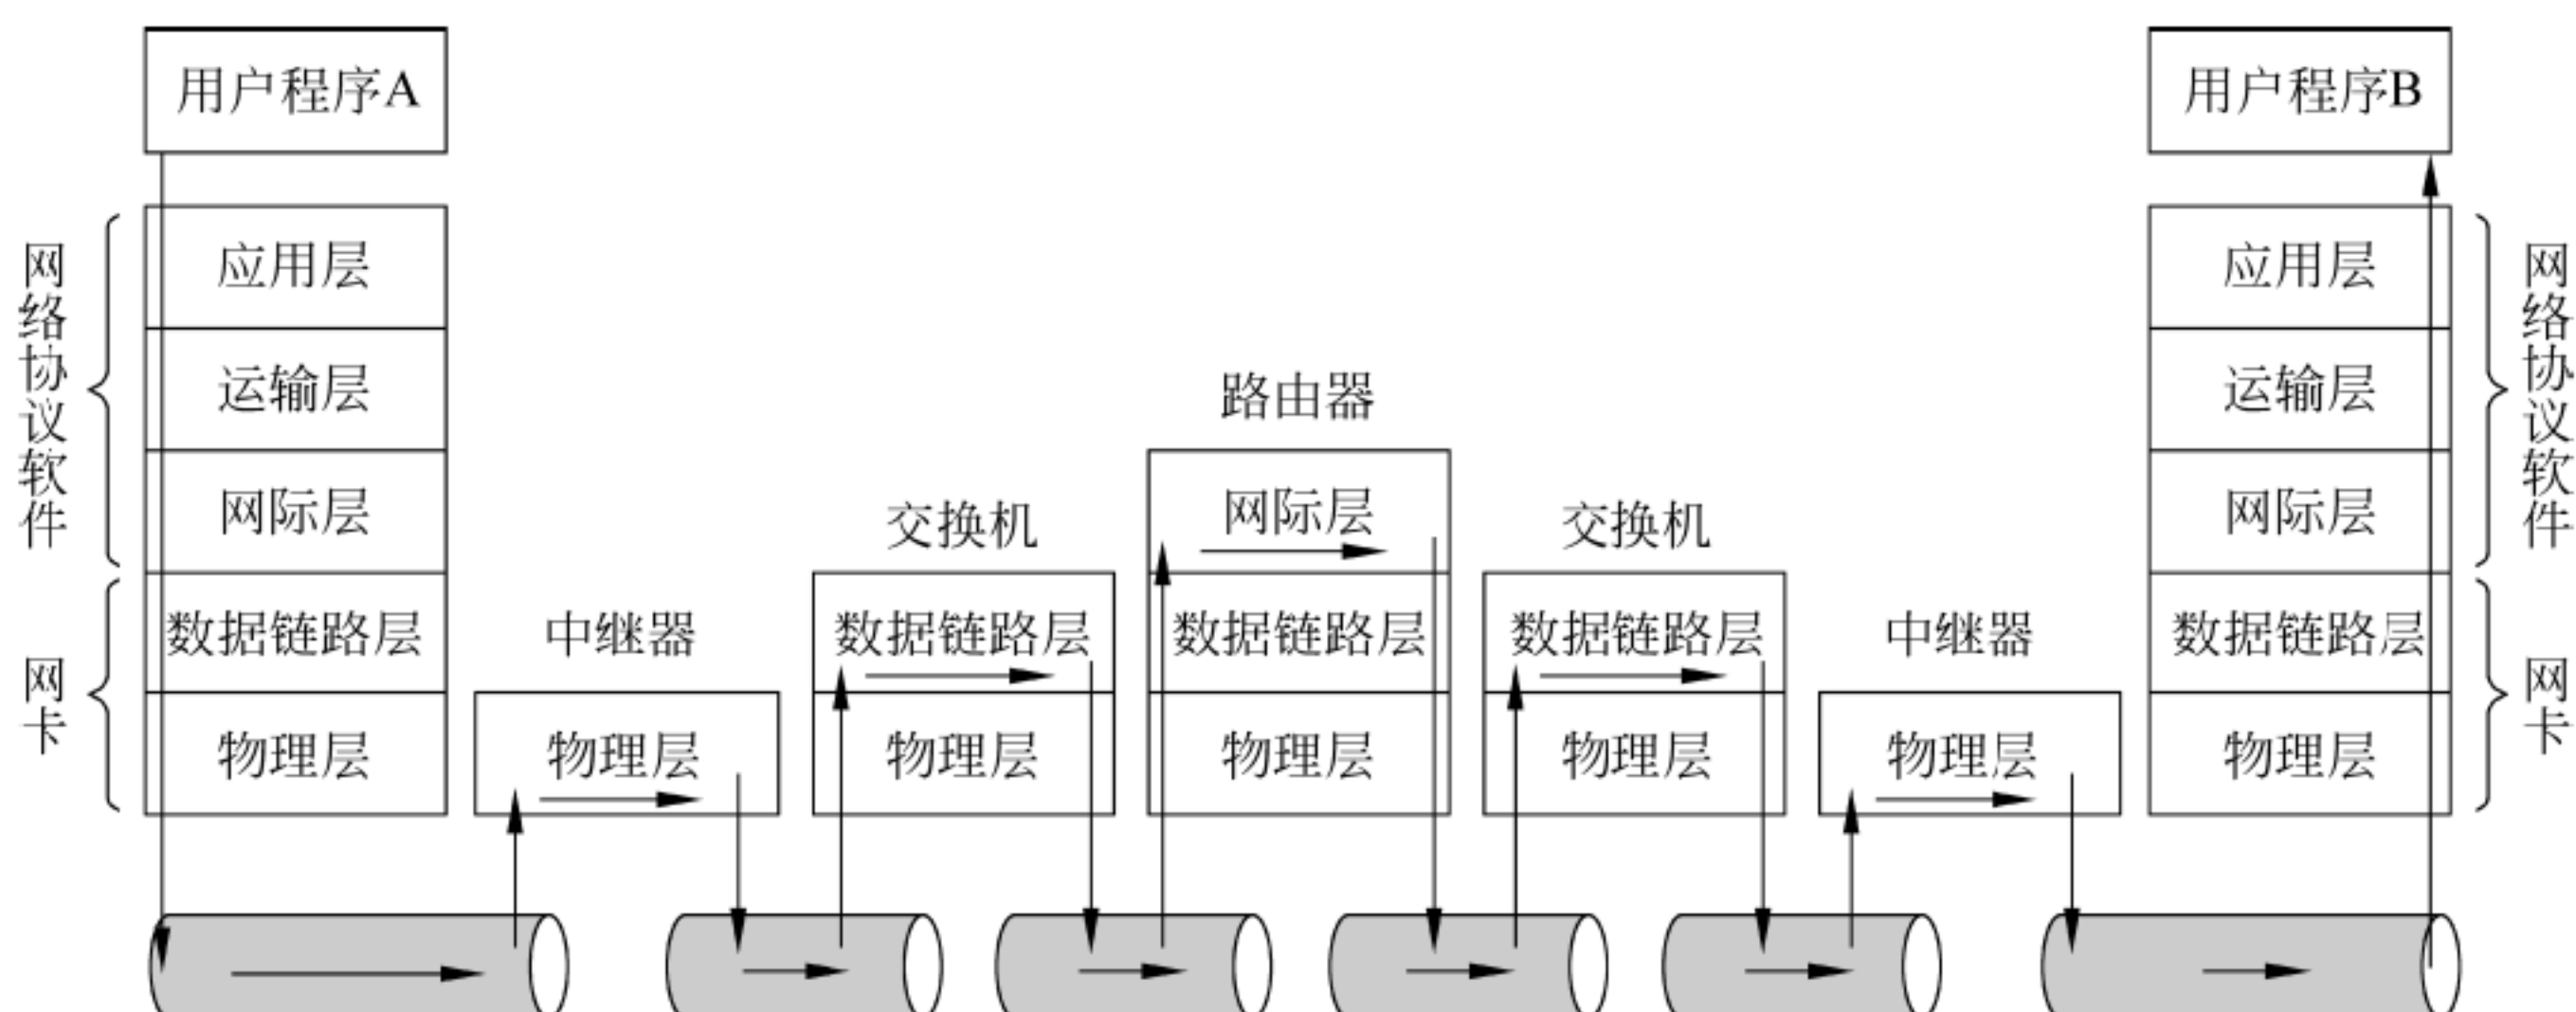 用户程序A
用户程序B
网络协议软件
应用层
运输层
网际层
网卡
数据链路层
物理层
中继器
物理层
交换机
数据链路层
物理层
路由器
网际层
数据链路层
物理层
交换机
数据链路层
物理层
中继器
物理层
应用层
运输层
网际层
数据链路层
物理层
网络协议软件
网卡